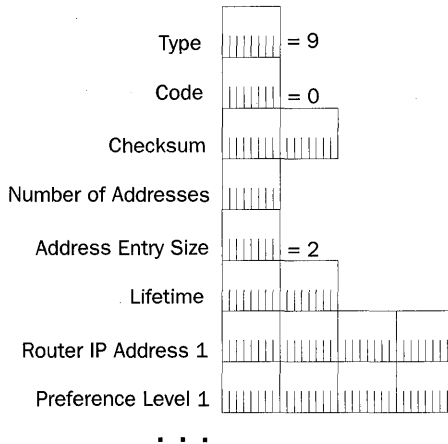 Type = 9
Code = 0
Checksum
Number of Addresses
Address Entry Size = 2
Lifetime
Router IP Address 1
Preference Level 1
. . .